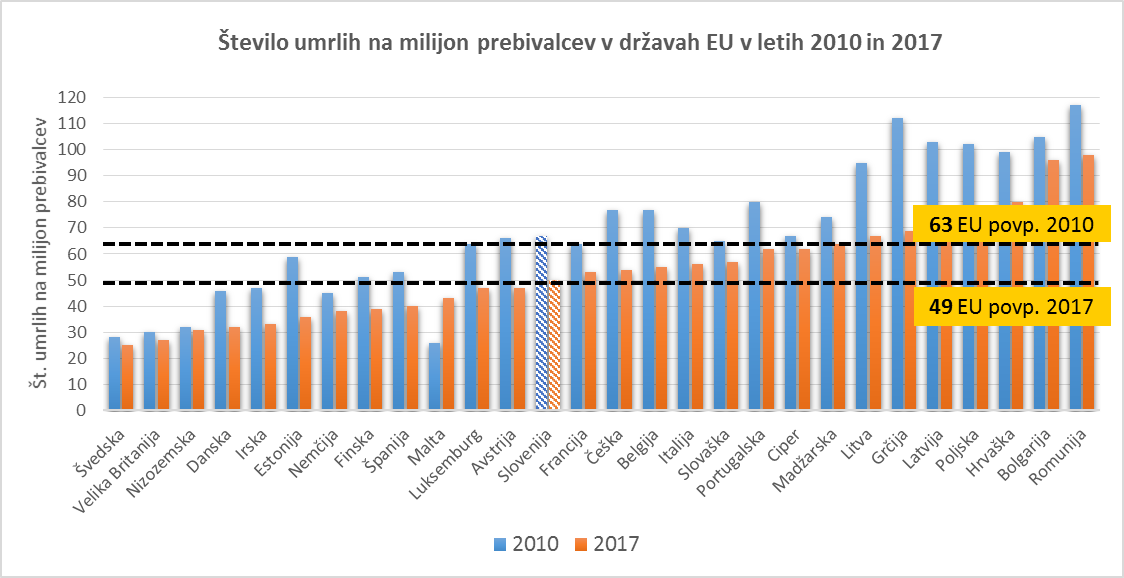 Število umrlih na milijon prebivalcev v državah EU v letih 2010 in 2017
Št. umrlih na milijon prebivalcev
120
110
100
90
80
70
60
50
40
30
20
10
0
63 EU povp. 2010
49 EU povp. 2017
Švedska
Velika Britanija
Nizozemska
Danska
Irska
Estonija
Nemčija
Finska
Španija
Malta
Luksemburg
Avstrija
Slovenija
Francija
Češka
Belgija
Italija
Slovaška
Portugalska
Ciper
Madžarska
Litva
Grčija
Latvija
Poljska
Hrvaška
Bolgarija
Romunija
2010
2017